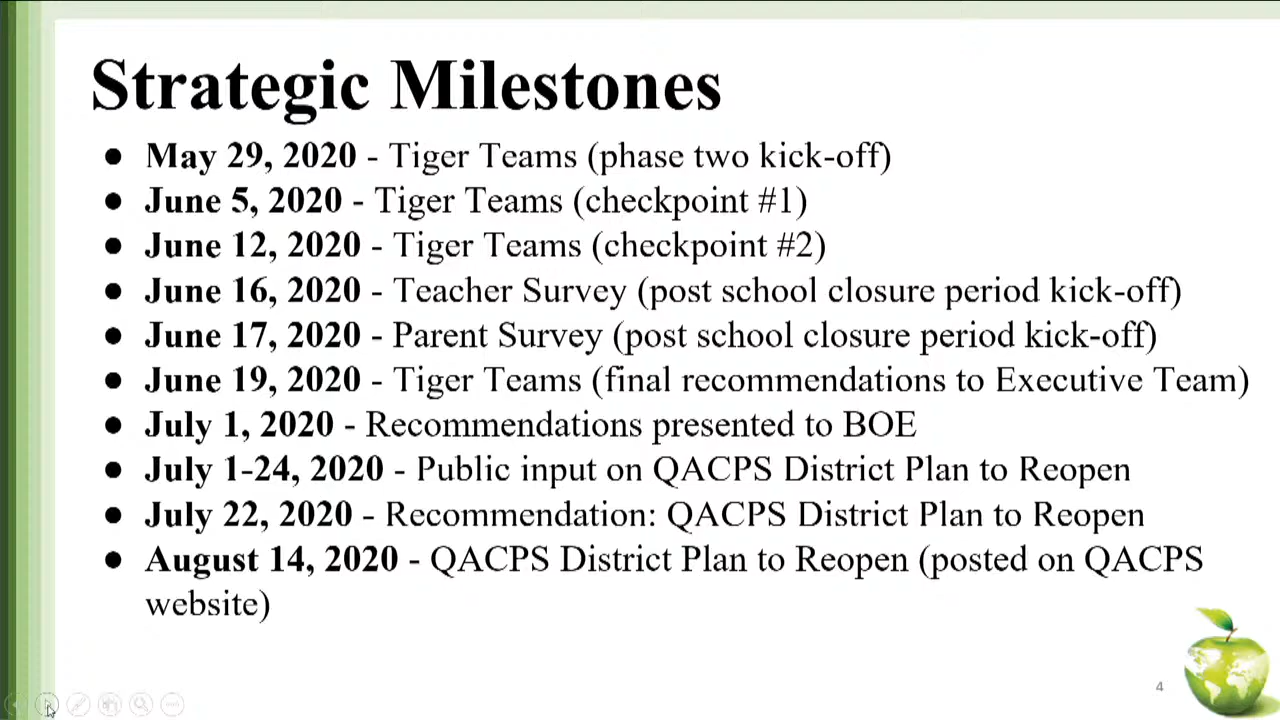 Strategic Milestones
● May 29, 2020 - Tiger Teams (phase two kick-off)
● June 5, 2020 - Tiger Teams (checkpoint #1)
● June 12, 2020 - Tiger Teams (checkpoint #2)
● June 16, 2020 - Teacher Survey (post school closure period kick-off)
● June 17, 2020 - Parent Survey (post school closure period kick-off)
● June 19, 2020 - Tiger Teams (final recommendations to Executive Team)
● July 1, 2020 - Recommendations presented to BOE
● July 1-24, 2020 - Public input on QACPS District Plan to Reopen
● July 22, 2020 - Recommendation: QACPS District Plan to Reopen
● August 14, 2020 - QACPS District Plan to Reopen (posted on QACPS
website)
4